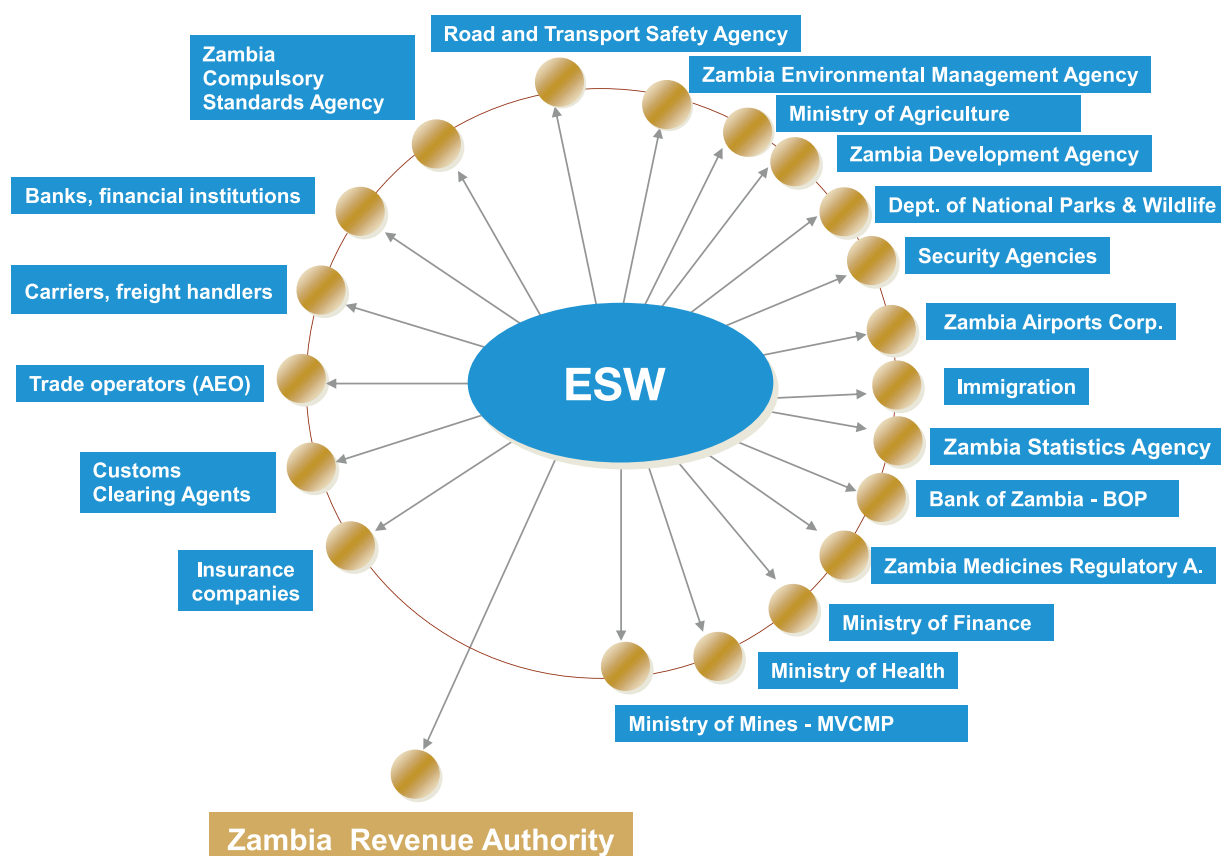 Road and Transport Safety Agency
Zambia
Compulsory
Standards Agency
Zambia Environmental Management Agency
Ministry of Agriculture
Zambia Development Agency
Banks, financial institutions
Dept. of National Parks & Wildlife
Security Agencies
Carriers, freight handlers
Zambia Airports Corp.
ESW
Trade operators (AEO)
Immigration
Zambia Statistics Agency
Customs
Clearing Agents
Bank of Zambia - BOP
Zambia Medicines Regulatory A.
Insurance
companies
Ministry of Finance
Ministry of Health
Ministry of Mines - MVCMP
Zambia Revenue Authority